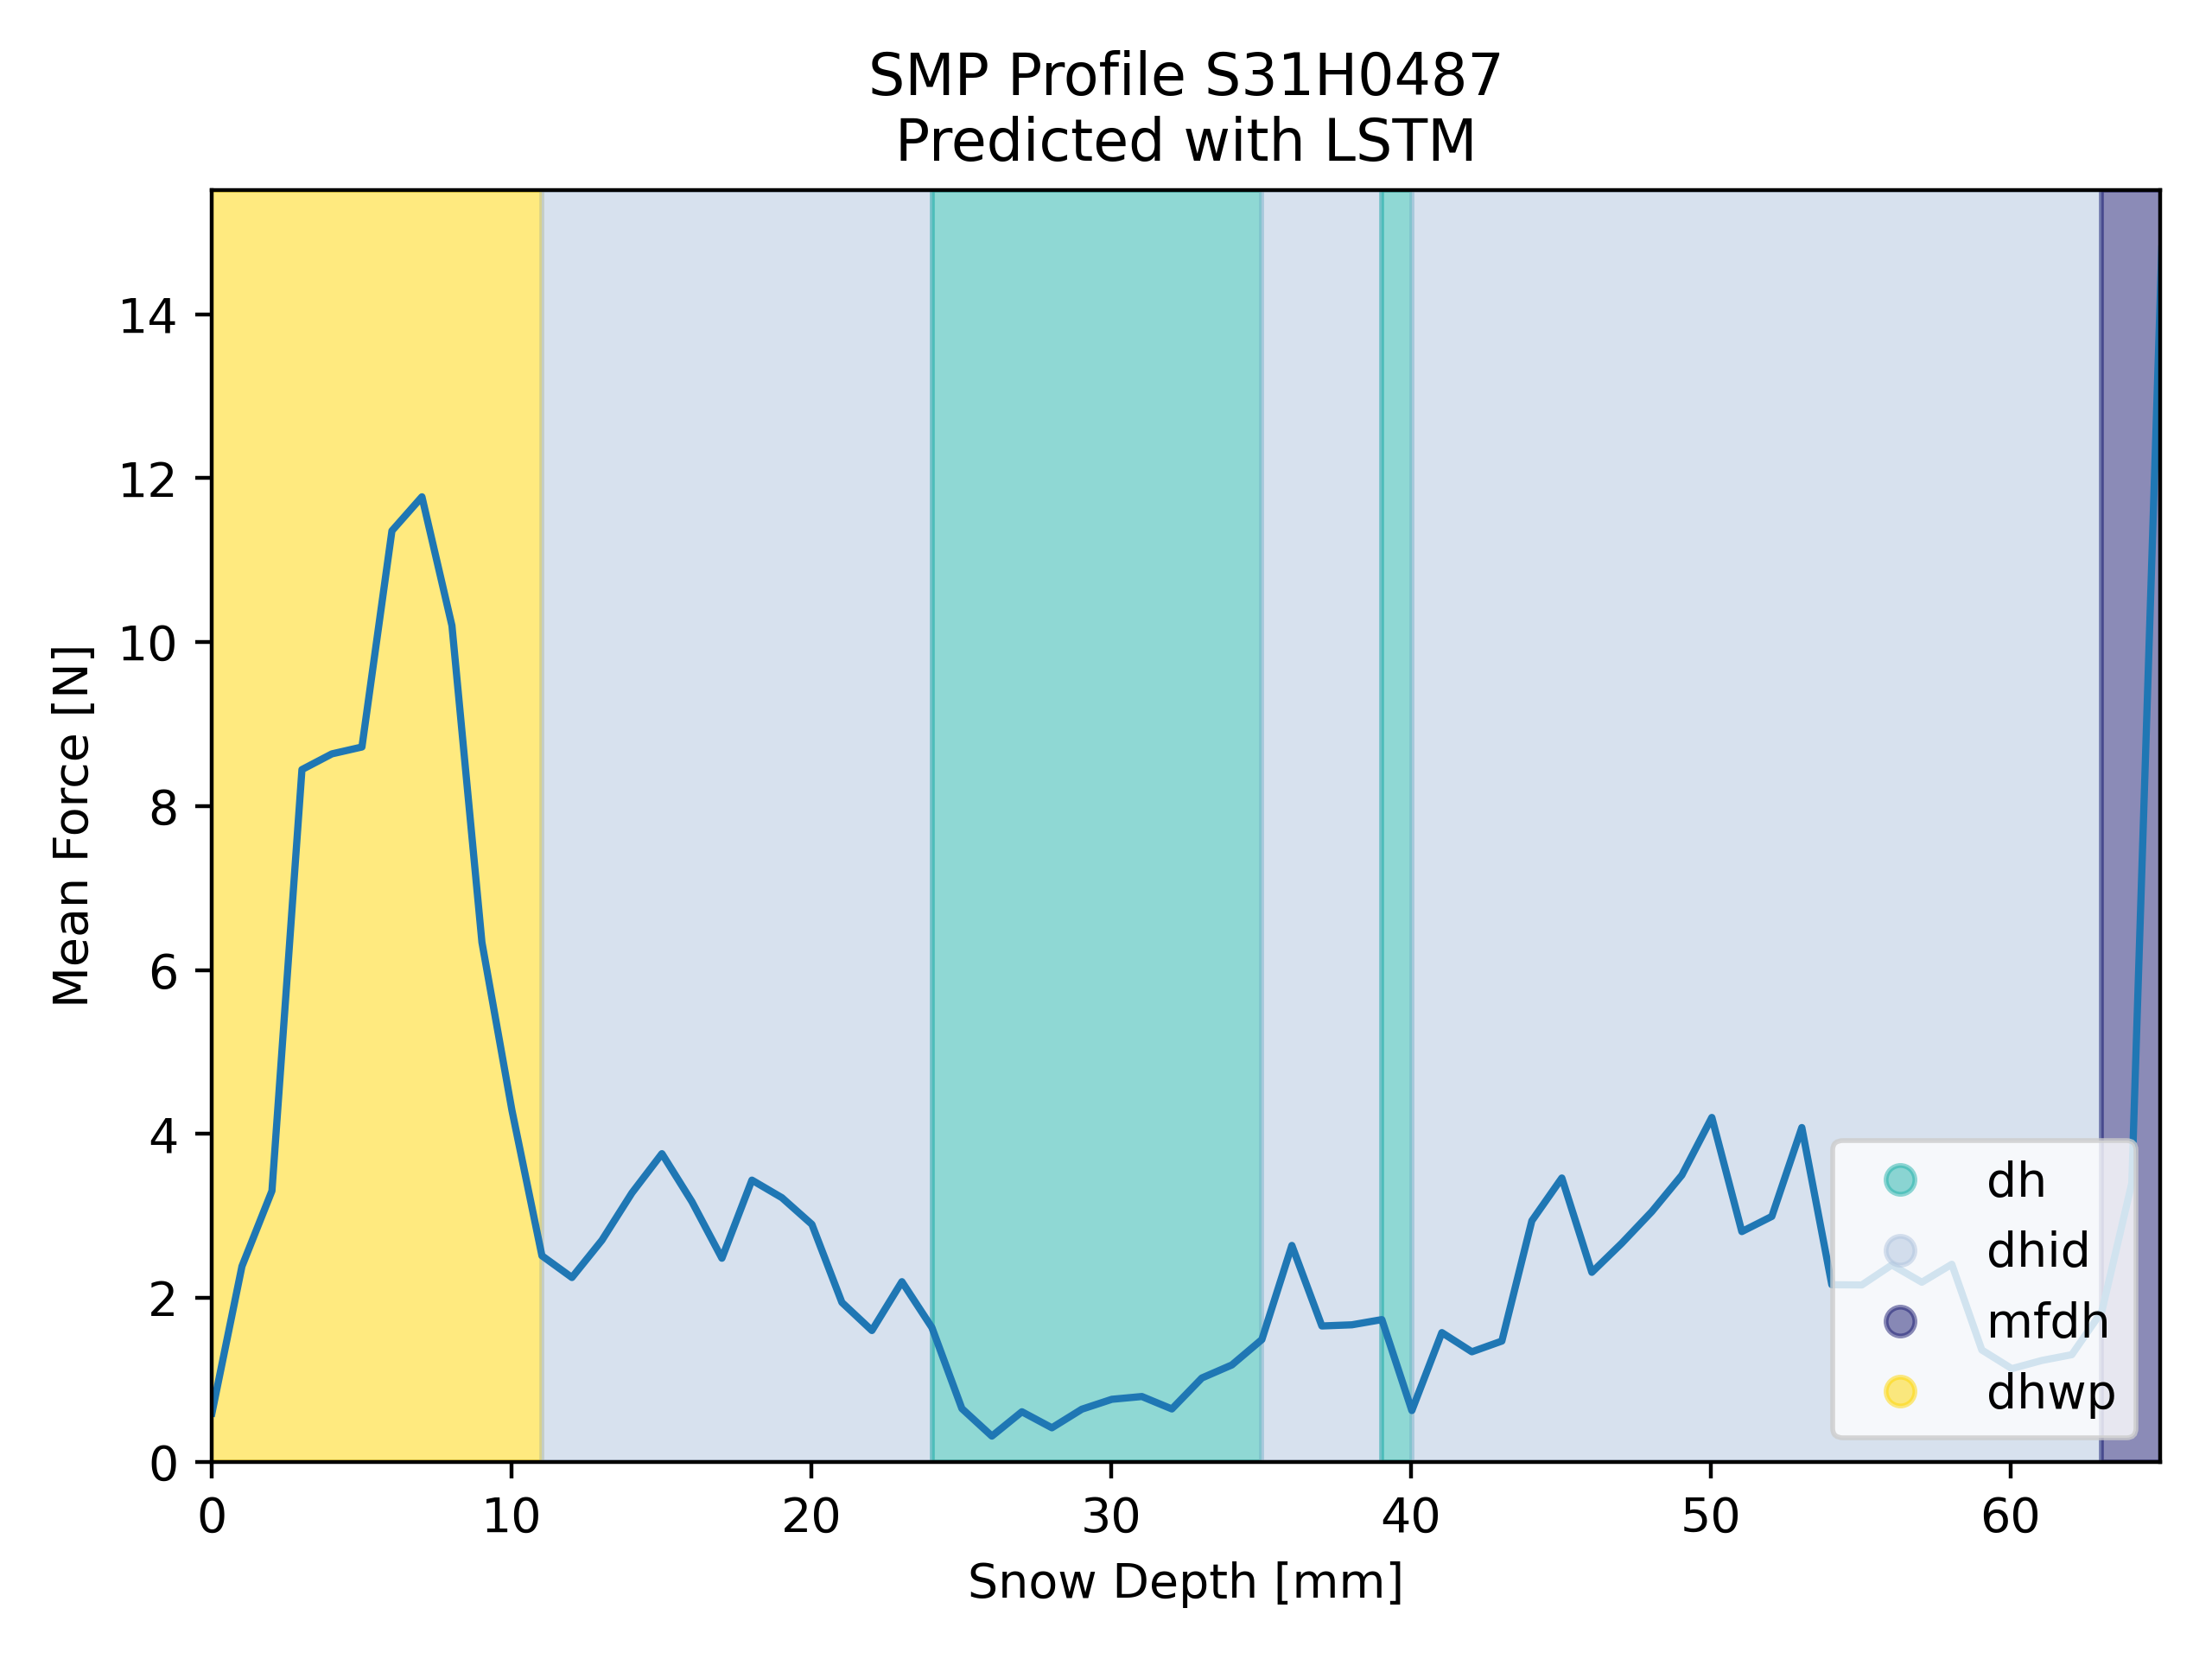 SMP Profile S31H0487
Predicted with LSTM
Mean Force [N]
14
12
10
8
6
4
2
0
0 10 20 30 40 50 60
Snow Depth [mm]
dh
dhid
mfdh
dhwp